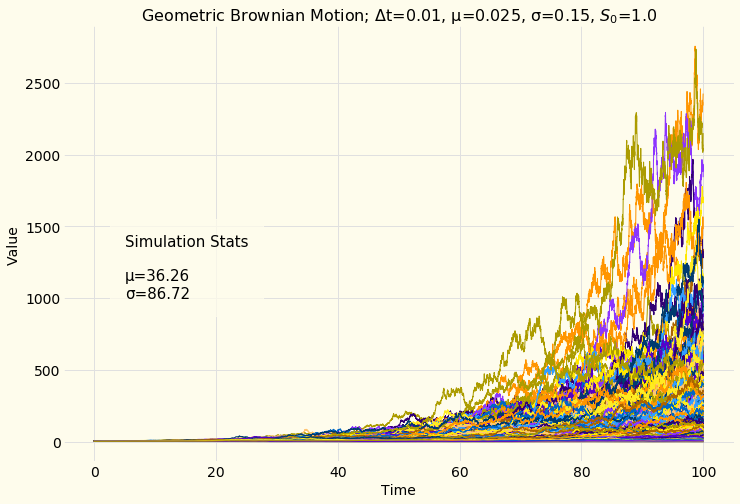 Geometric Brownian Motion; Δt=0.01, μ=0.025, σ=0.15, S₀=1.0
2500
2000
1500
1000
500
0
Value
Simulation Stats
μ=36.26
σ=86.72
0 20 40 60 80 100
Time